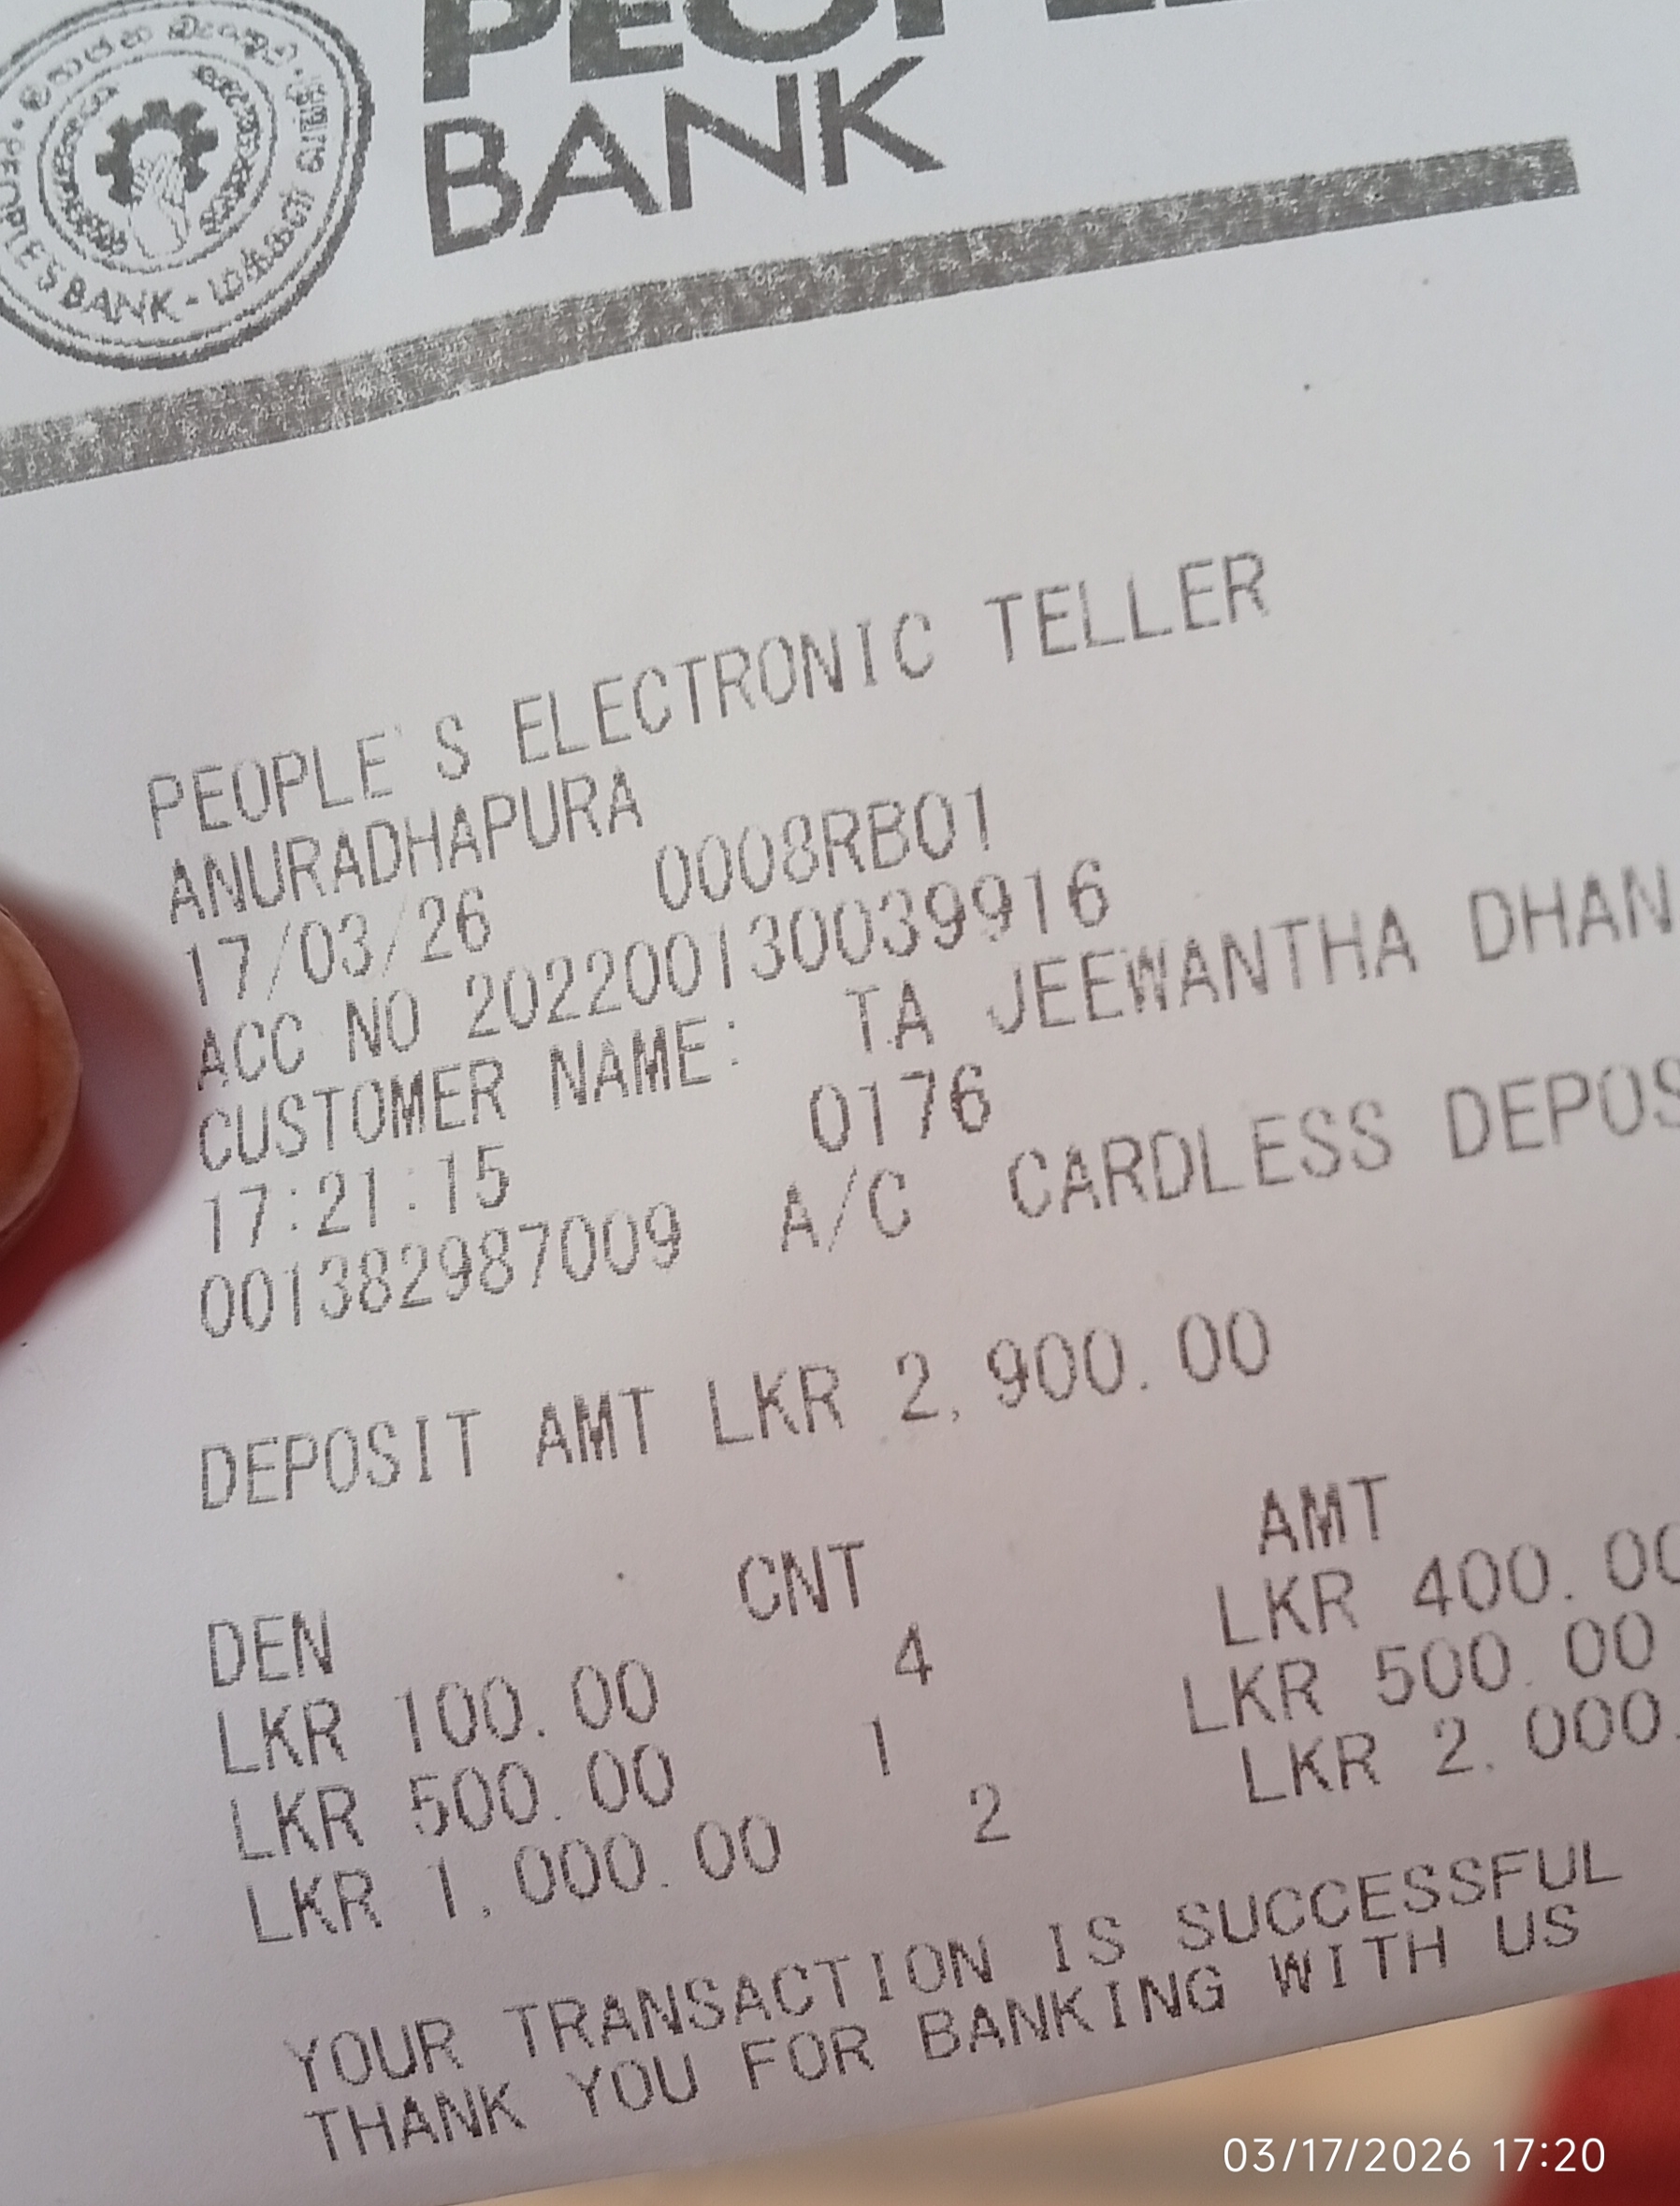 BANK
PEOPLE'S BANK -
PEOPLE'S ELECTRONIC TELLER
ANURADHAPURA
17/03/26 0008RB01
ACC NO 202200130039916
CUSTOMER NAME: TA JEEWANTHA DHAN
17:21:15 0176
001382987009 A/C CARDLESS DEPOS
DEPOSIT AMT LKR 2,900.00
DEN CNT AMT
LKR 100.00 4 LKR 400.00
LKR 500.00 1 LKR 500.00
LKR 1,000.00 2 LKR 2,000.
YOUR TRANSACTION IS SUCCESSFUL
THANK YOU FOR BANKING WITH US
03/17/2026 17:20